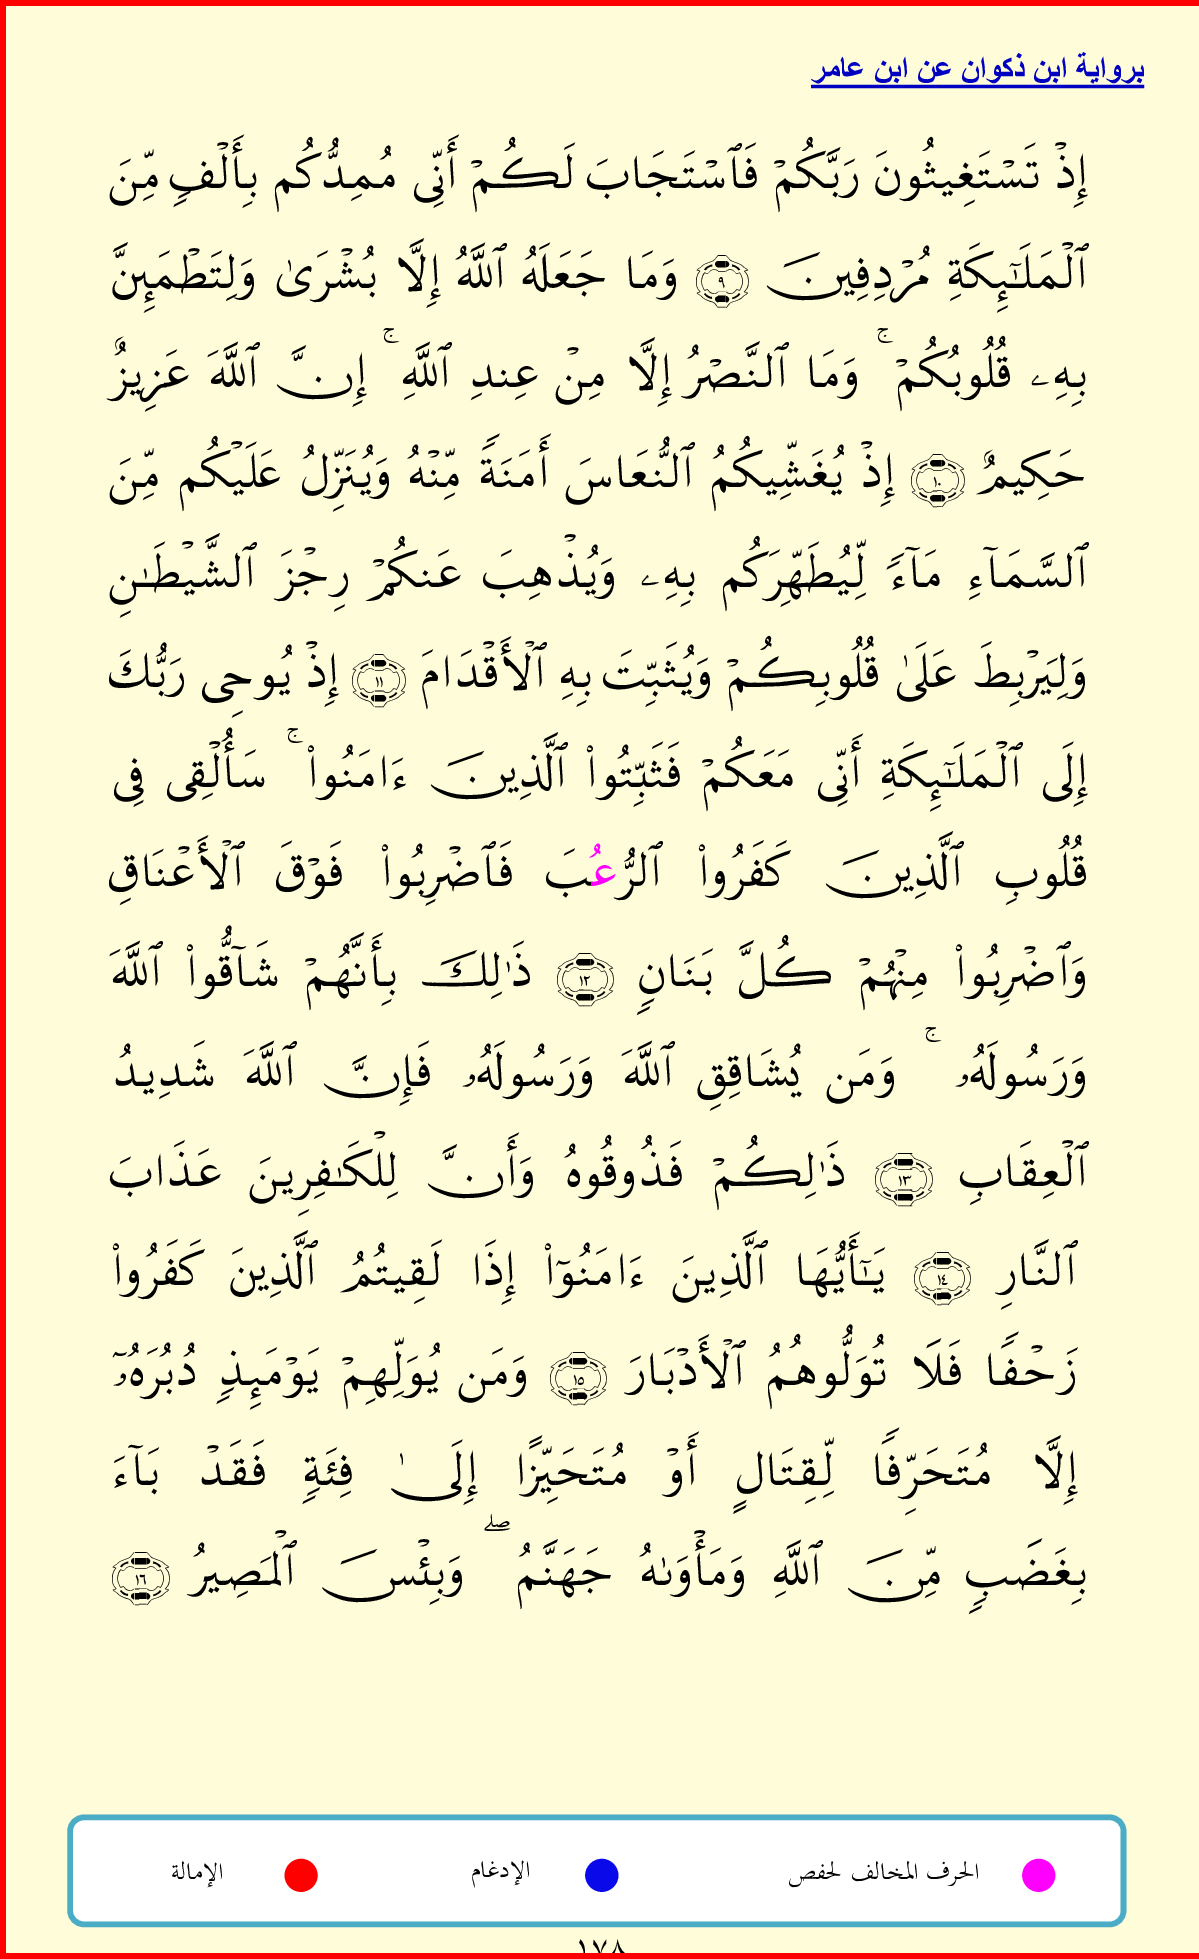 برواية ابن ذكوان عن ابن عامر
إِذْ تَسْتَغِيثُونَ رَبَّكُمْ فَٱسْتَجَابَ لَكُمْ أَنِّى مُمِدُّكُم بِأَلْفٍ مِّنَ
ٱلْمَلَٰٓئِكَةِ مُرْدِفِينَ ۝٩ وَمَا جَعَلَهُ ٱللَّهُ إِلَّا بُشْرَىٰ وَلِتَطْمَئِنَّ
بِهِۦ قُلُوبُكُمْ ۚ وَمَا ٱلنَّصْرُ إِلَّا مِنْ عِندِ ٱللَّهِ ۚ إِنَّ ٱللَّهَ عَزِيزٌ
حَكِيمٌ ۝١٠ إِذْ يُغَشِّيكُمُ ٱلنُّعَاسَ أَمَنَةً مِّنْهُ وَيُنَزِّلُ عَلَيْكُم مِّنَ
ٱلسَّمَآءِ مَآءً لِّيُطَهِّرَكُم بِهِۦ وَيُذْهِبَ عَنكُمْ رِجْزَ ٱلشَّيْطَٰنِ
وَلِيَرْبِطَ عَلَىٰ قُلُوبِكُمْ وَيُثَبِّتَ بِهِ ٱلْأَقْدَامَ ۝١١ إِذْ يُوحِى رَبُّكَ
إِلَى ٱلْمَلَٰٓئِكَةِ أَنِّى مَعَكُمْ فَثَبِّتُوا۟ ٱلَّذِينَ ءَامَنُوا۟ ۚ سَأُلْقِى فِى
قُلُوبِ ٱلَّذِينَ كَفَرُوا۟ ٱلرُّعُبَ فَٱضْرِبُوا۟ فَوْقَ ٱلْأَعْنَاقِ
وَٱضْرِبُوا۟ مِنْهُمْ كُلَّ بَنَانٍ ۝١٢ ذَٰلِكَ بِأَنَّهُمْ شَآقُّوا۟ ٱللَّهَ
وَرَسُولَهُۥ ۚ وَمَن يُشَاقِقِ ٱللَّهَ وَرَسُولَهُۥ فَإِنَّ ٱللَّهَ شَدِيدُ
ٱلْعِقَابِ ۝١٣ ذَٰلِكُمْ فَذُوقُوهُ وَأَنَّ لِلْكَٰفِرِينَ عَذَابَ
ٱلنَّارِ ۝١٤ يَٰٓأَيُّهَا ٱلَّذِينَ ءَامَنُوٓا۟ إِذَا لَقِيتُمُ ٱلَّذِينَ كَفَرُوا۟
زَحْفًا فَلَا تُوَلُّوهُمُ ٱلْأَدْبَارَ ۝١٥ وَمَن يُوَلِّهِمْ يَوْمَئِذٍ دُبُرَهُۥٓ
إِلَّا مُتَحَرِّفًا لِّقِتَالٍ أَوْ مُتَحَيِّزًا إِلَىٰ فِئَةٍ فَقَدْ بَآءَ
بِغَضَبٍ مِّنَ ٱللَّهِ وَمَأْوَىٰهُ جَهَنَّمُ ۖ وَبِئْسَ ٱلْمَصِيرُ ۝١٦
الحرف المخالف لحفص الإدغام الإمالة
١٧٨